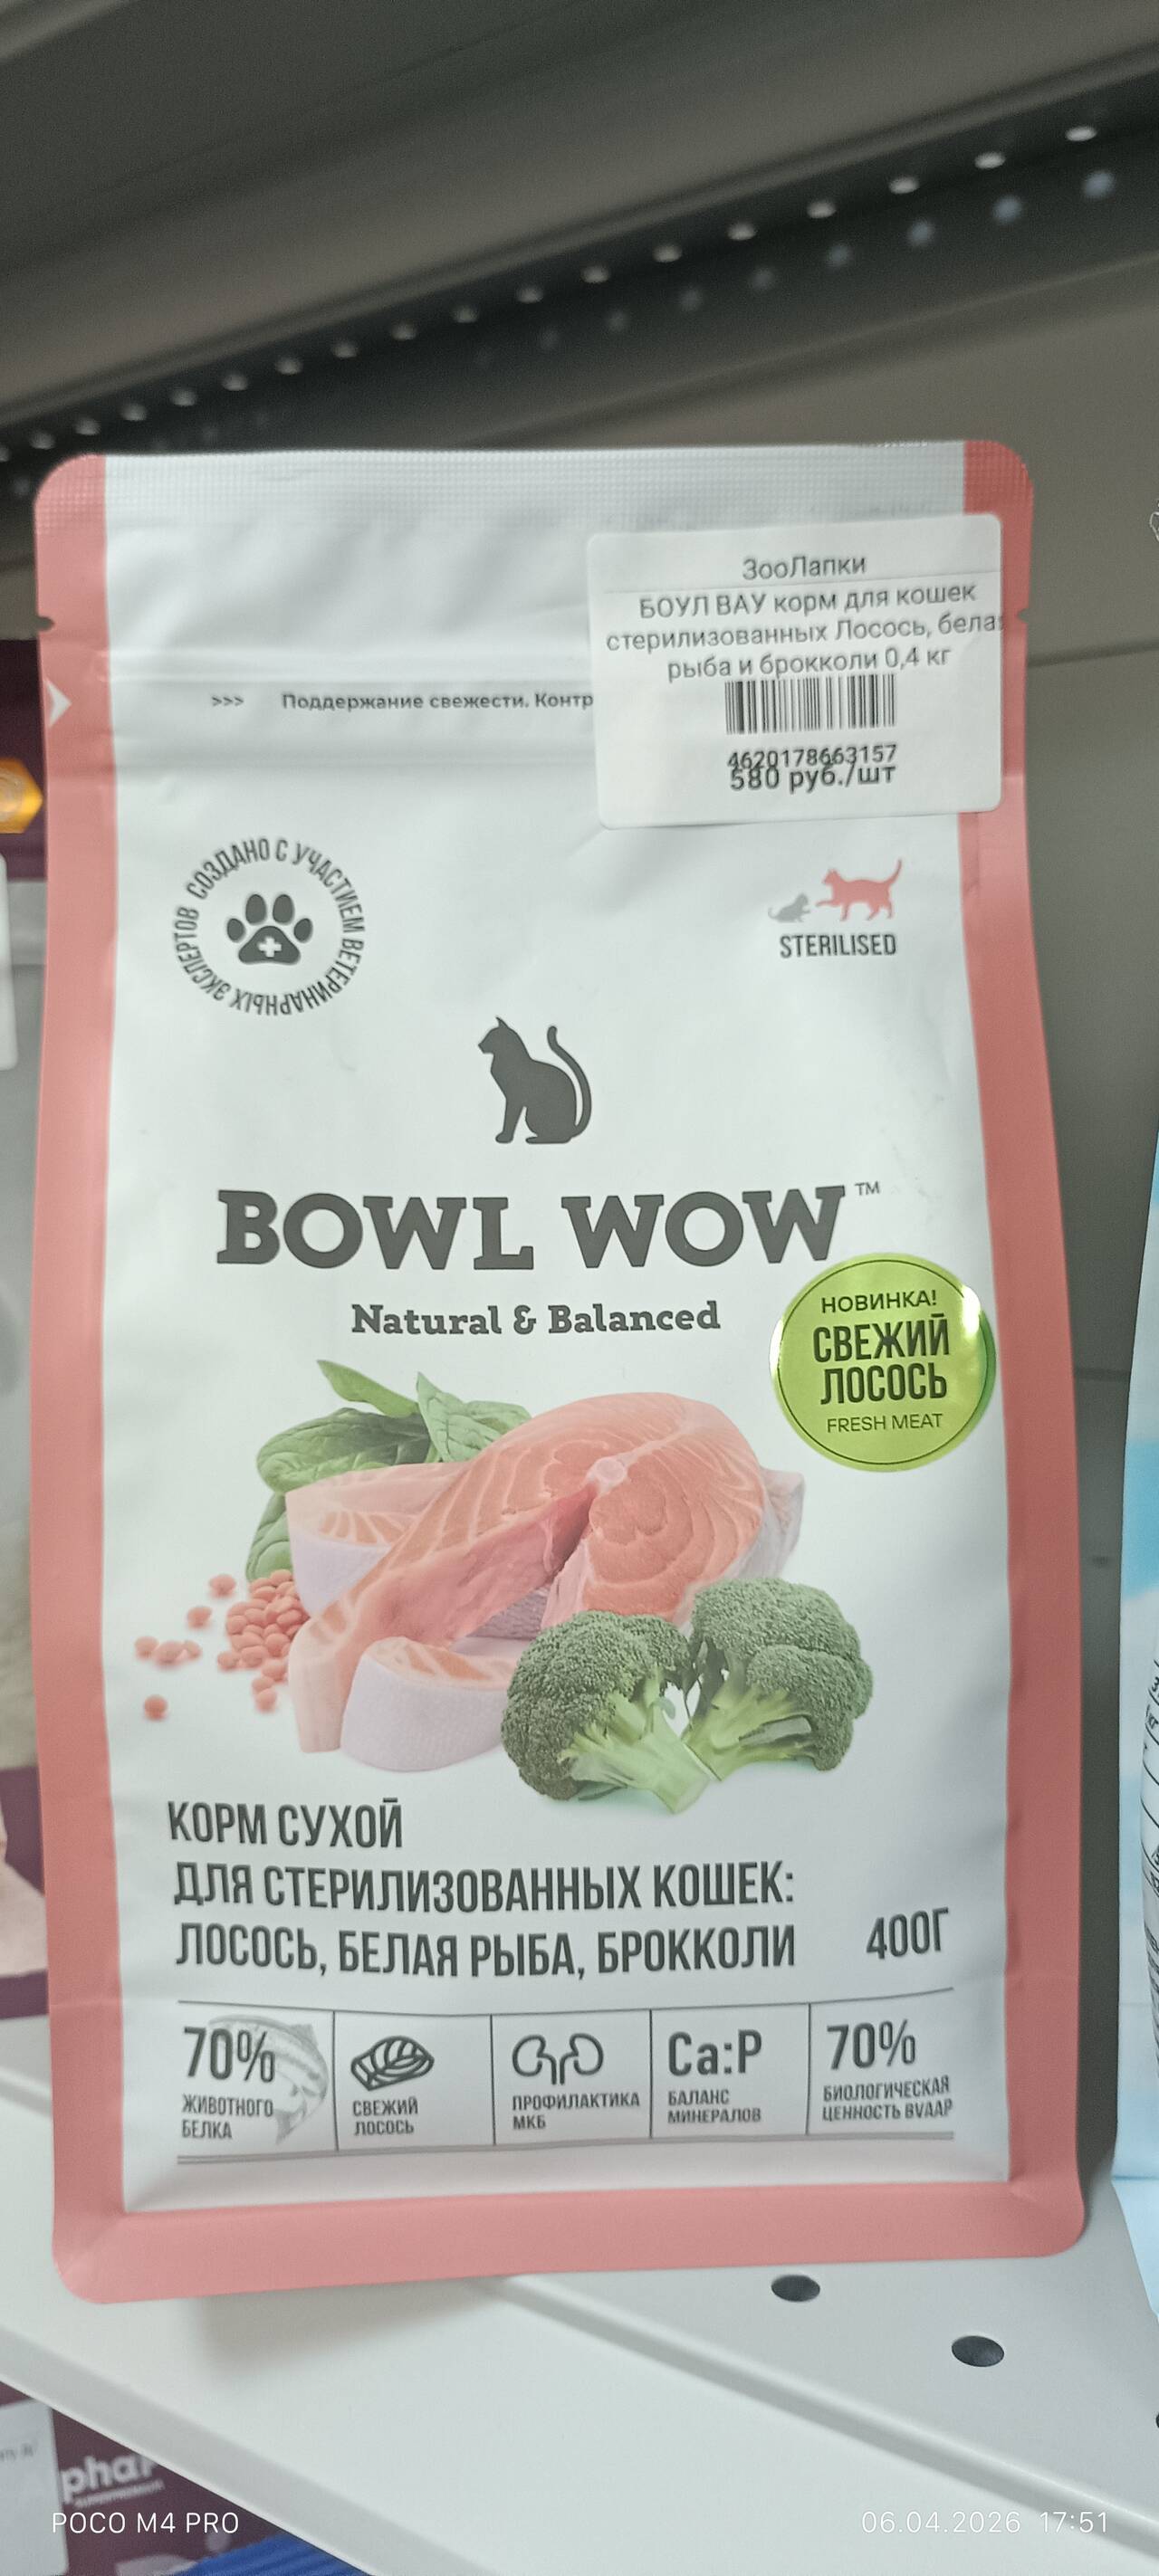 ЗооЛапки
БОУЛ ВАУ корм для кошек
стерилизованных Лосось, белая
рыба и брокколи 0,4 кг
4620178663157
580 руб./шт
>>> Поддержание свежести. Контр
СОЗДАНО С УЧАСТИЕМ ВЕТЕРИНАРНЫХ ЭКСПЕРТОВ
STERILISED
BOWL WOW™
Natural & Balanced
НОВИНКА!
СВЕЖИЙ
ЛОСОСЬ
FRESH MEAT
КОРМ СУХОЙ
ДЛЯ СТЕРИЛИЗОВАННЫХ КОШЕК:
ЛОСОСЬ, БЕЛАЯ РЫБА, БРОККОЛИ
400Г
70%
ЖИВОТНОГО
БЕЛКА
СВЕЖИЙ
ЛОСОСЬ
ПРОФИЛАКТИКА
МКБ
Ca:P
БАЛАНС
МИНЕРАЛОВ
70%
БИОЛОГИЧЕСКАЯ
ЦЕННОСТЬ BVAAP
phar
POCO M4 PRO
06.04.2026 17:51